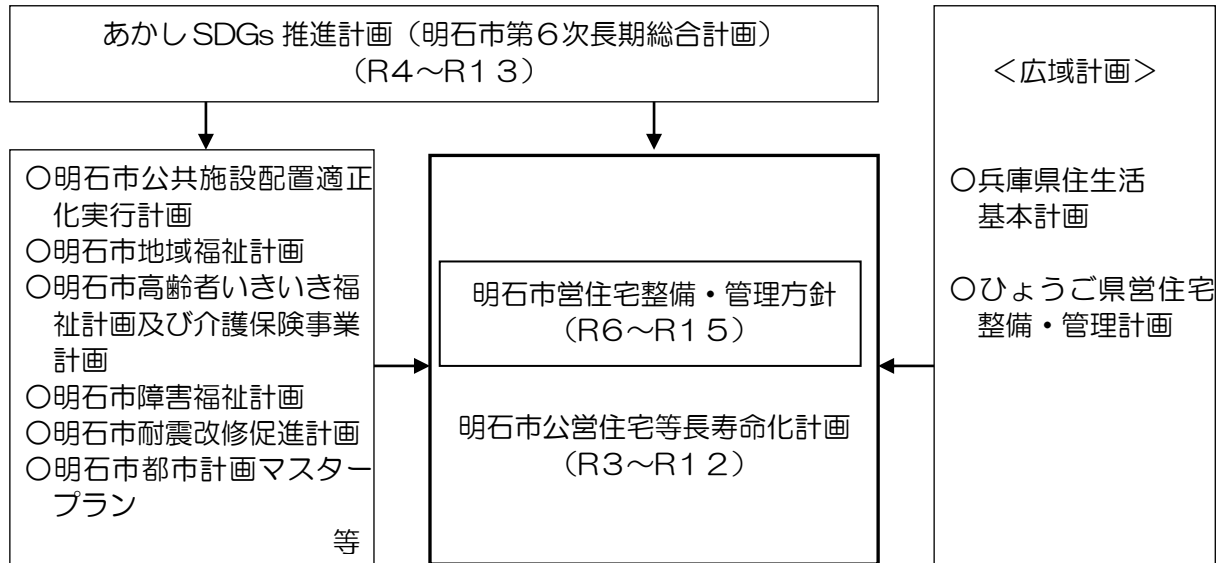 あかしSDGs推進計画（明石市第６次長期総合計画）
（R４～R１３）
○明石市公共施設配置適正
化実行計画
○明石市地域福祉計画
○明石市高齢者いきいき福
祉計画及び介護保険事業
計画
○明石市障害福祉計画
○明石市耐震改修促進計画
○明石市都市計画マスター
プラン
等
明石市営住宅整備・管理方針
（R６～R１５）
明石市公営住宅等長寿命化計画
（R３～R１２）
＜広域計画＞
○兵庫県住生活
基本計画
○ひょうご県営住宅
整備・管理計画